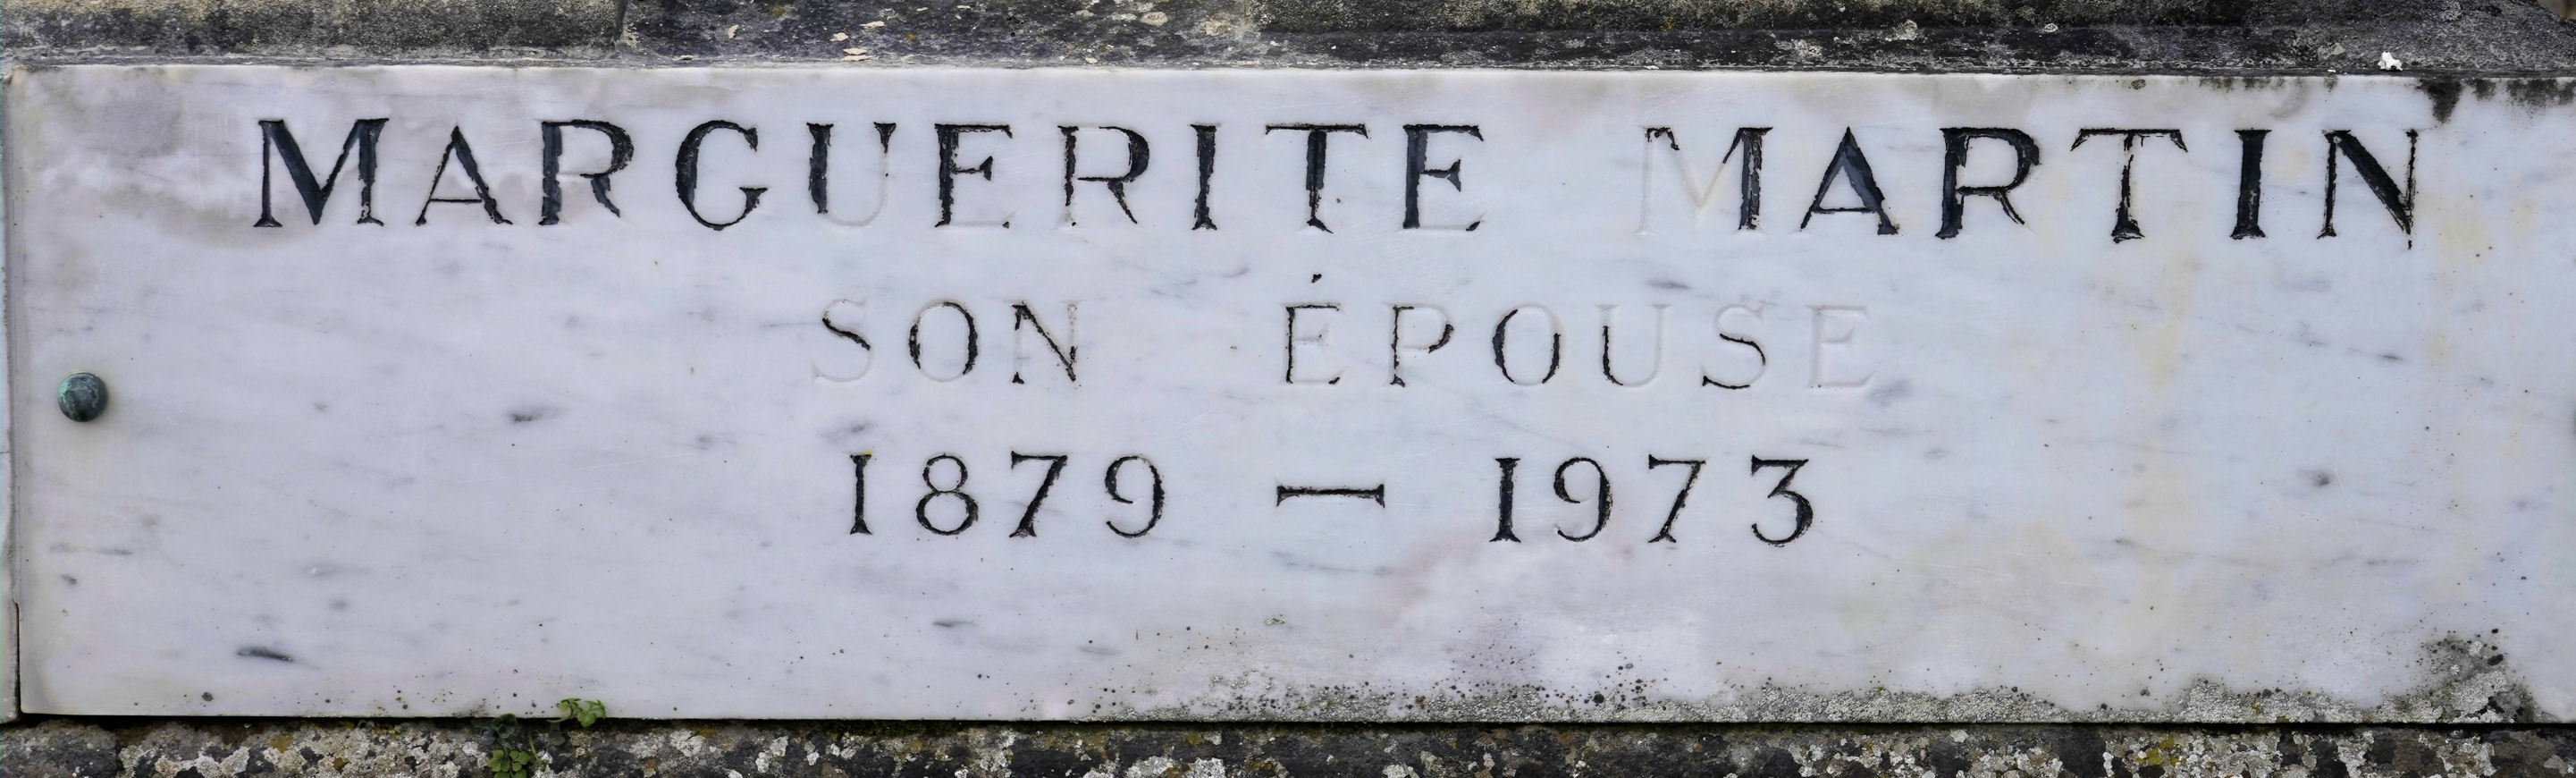 MARGUERITE MARTIN
SON ÉPOUSE
1879 — 1973